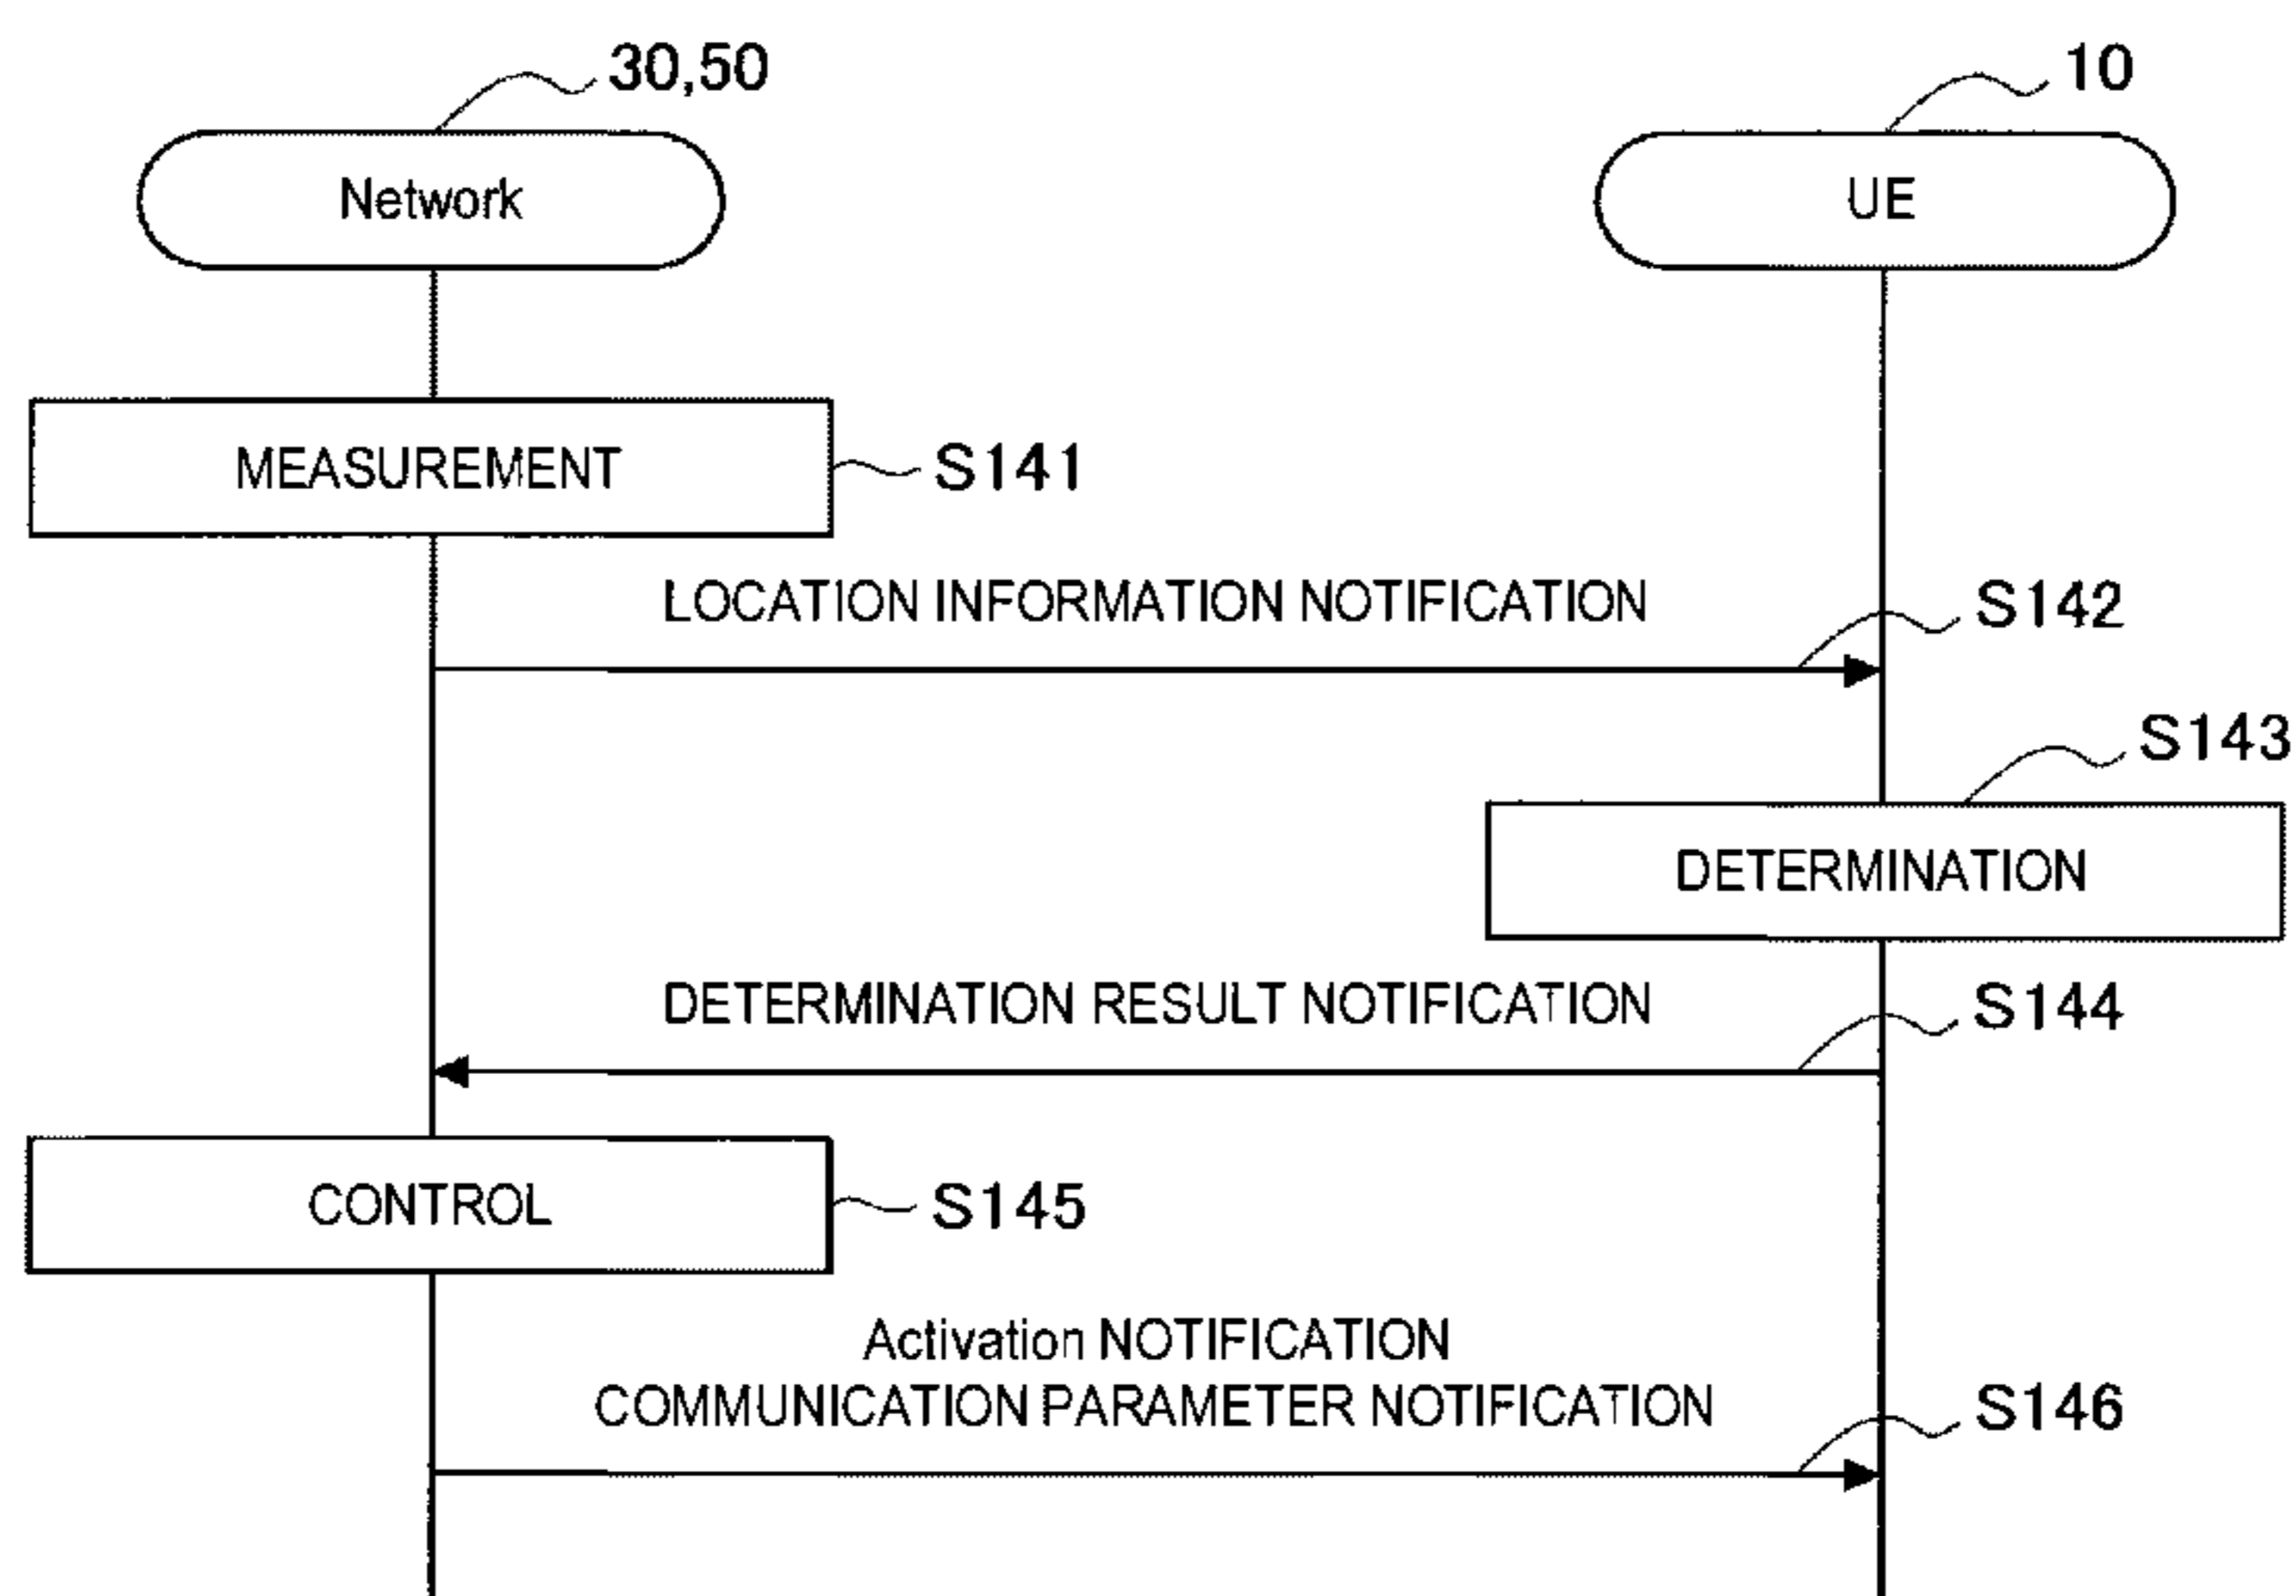 30,50
10
Network
UE
MEASUREMENT
S141
LOCATION INFORMATION NOTIFICATION
S142
S143
DETERMINATION
DETERMINATION RESULT NOTIFICATION
S144
CONTROL
S145
Activation NOTIFICATION
COMMUNICATION PARAMETER NOTIFICATION
S146